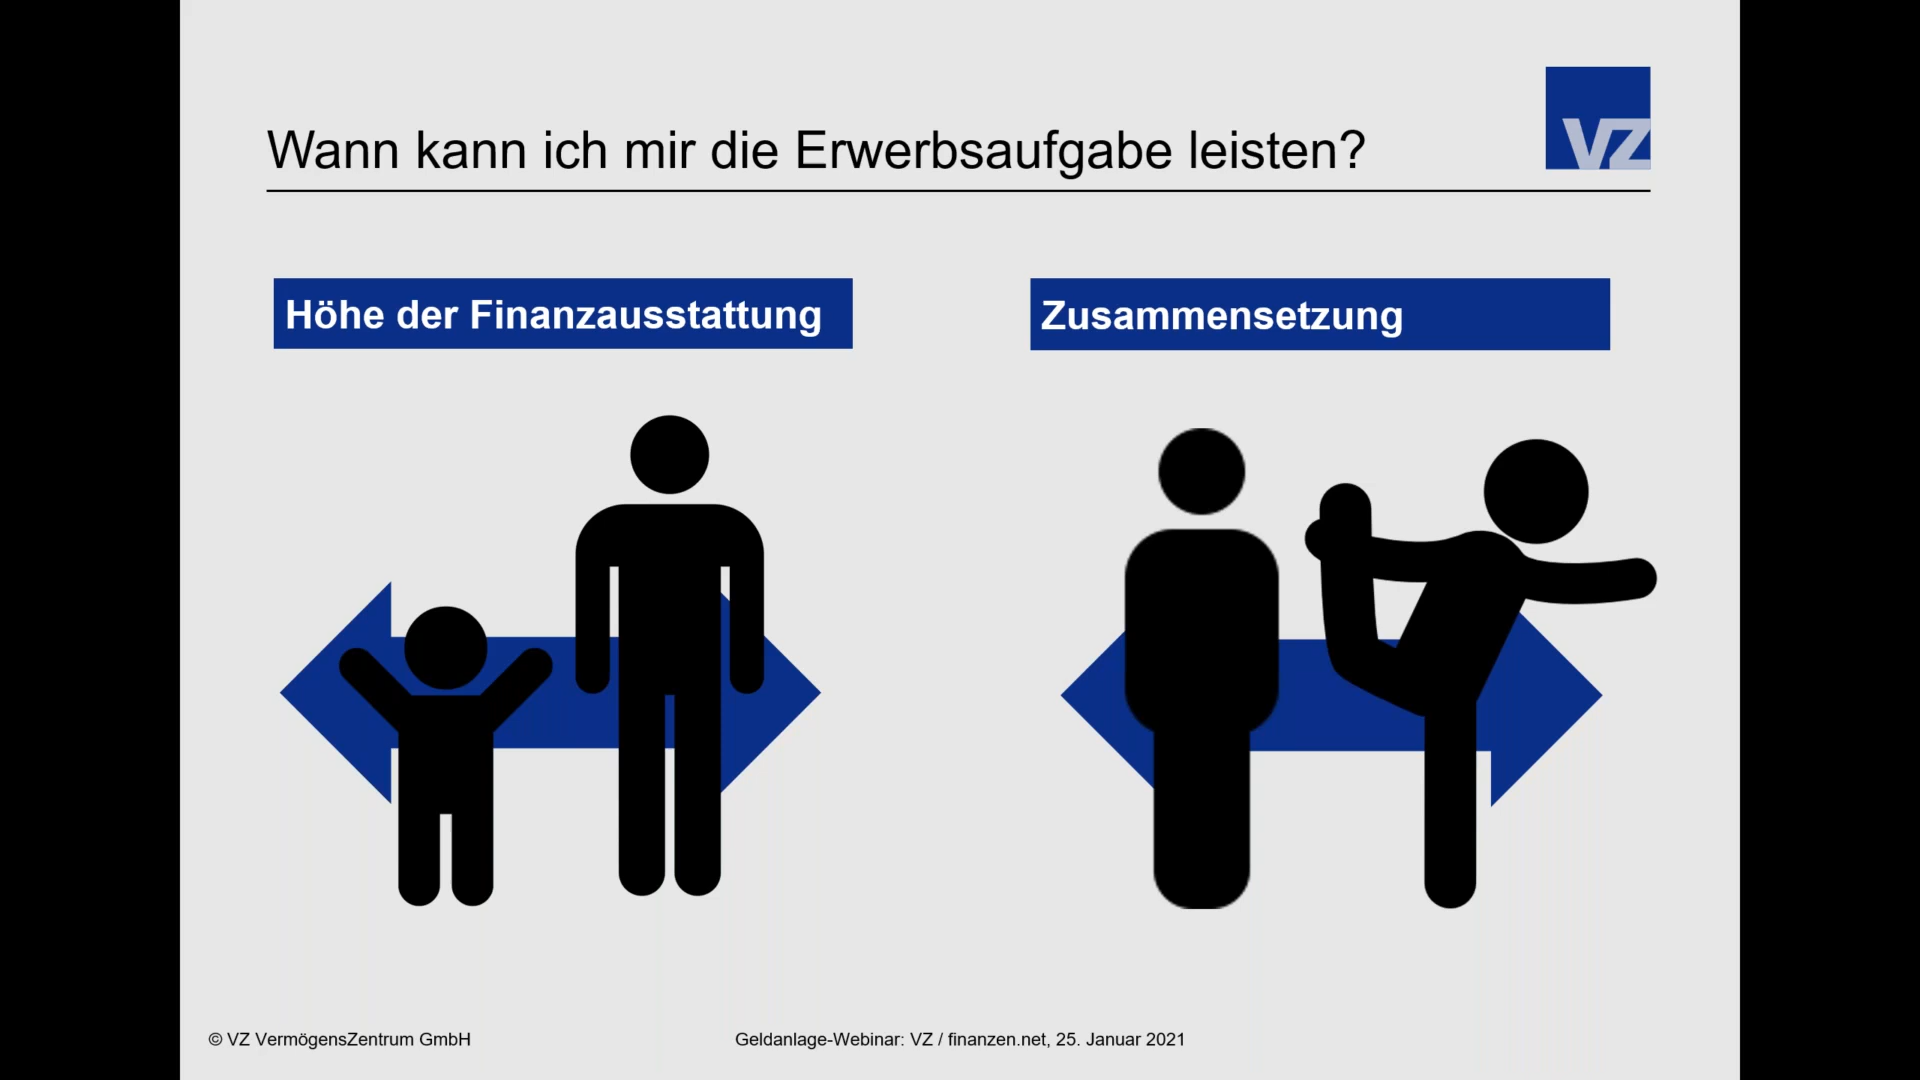 Wann kann ich mir die Erwerbsaufgabe leisten?
VZ
Höhe der Finanzausstattung
Zusammensetzung
© VZ VermögensZentrum GmbH
Geldanlage-Webinar: VZ / finanzen.net, 25. Januar 2021